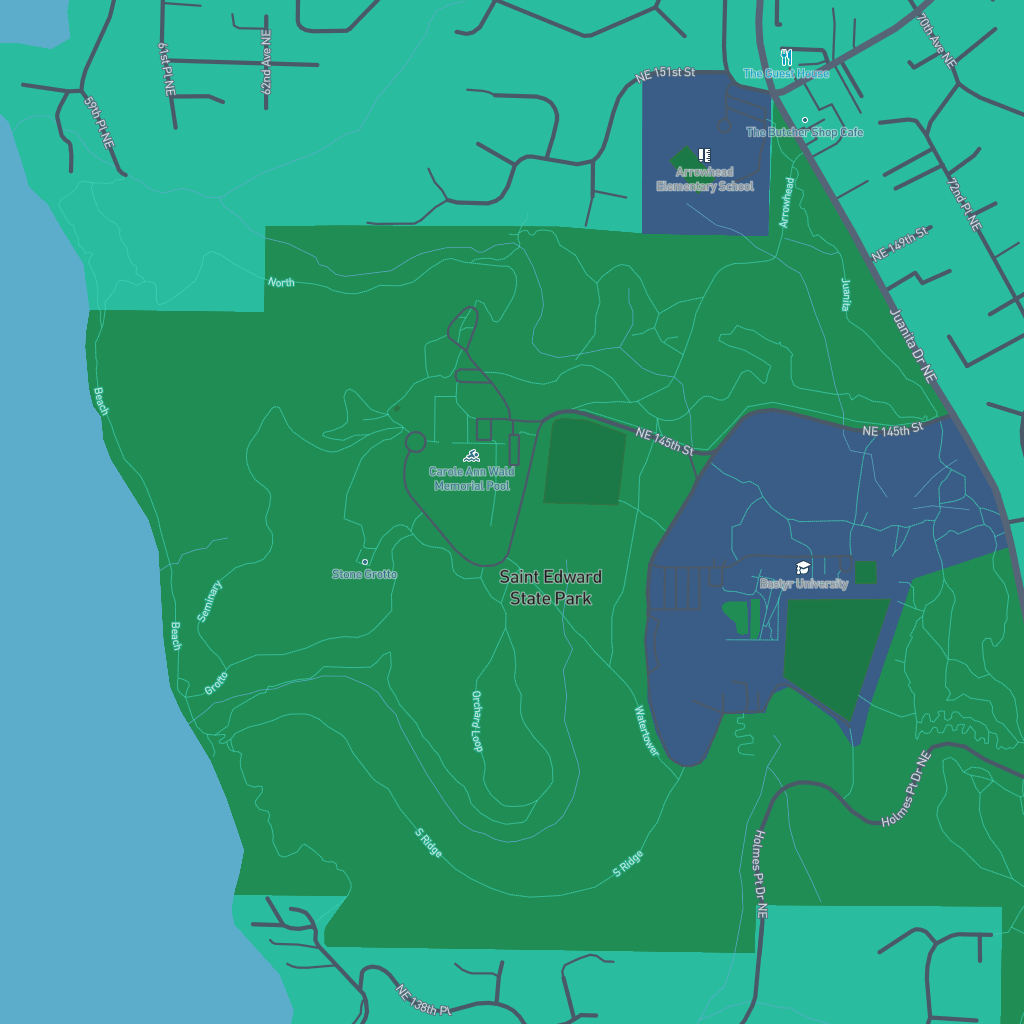 70th Ave NE
61st Pl NE
62nd Ave NE
The Guest House
NE 151st St
59th Pl NE
The Butcher Shop Cafe
Arrowhead
Elementary School
72nd Pl NE
Arrowhead
NE 149th St
North
Juanita
Juanita Dr NE
Beach
NE 145th St
NE 145th St
Carole Ann Wald
Memorial Pool
Stone Grotto
Saint Edward
State Park
Bastyr University
Seminary
Beach
Grotto
Orchard Loop
Watertower
Holmes Pt Dr NE
S Ridge
S Ridge
Holmes Pt Dr NE
NE 138th Pl